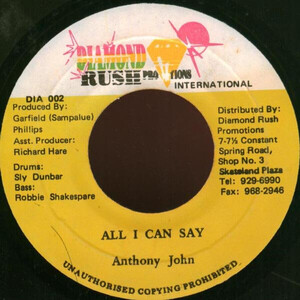 DIAMOND
RUSH PROMOTIONS
INTERNATIONAL
DIA 002
Produced By:
Garfield (Sampalue)
Phillips
Asst. Producer:
Richard Hare
Drums:
Sly Dunbar
Bass:
Robbie Shakespere
Distributed By:
Diamond Rush
Promotions
7-7½ Constant
Spring Road,
Shop No. 3
Skateland Plaza
Tel: 929-6990
Fax: 968-2946
ALL I CAN SAY
Anthony John
UNAUTHORISED COPYING PROHIBITED